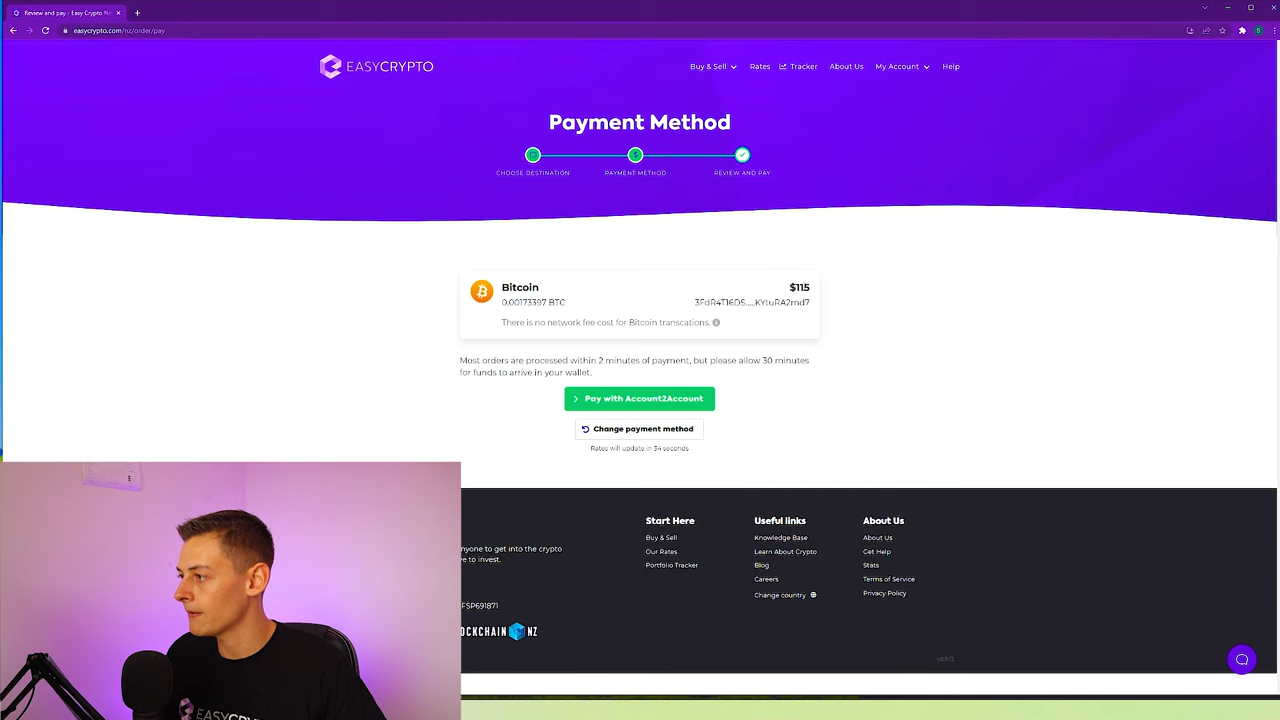 Review and pay - Easy Crypto N
easycrypto.com/nz/order/pay
EASYCRYPTO
Buy & Sell
Rates
Tracker
About Us
My Account
Help
Payment Method
CHOOSE DESTINATION
PAYMENT METHOD
REVIEW AND PAY
Bitcoin
$115
0.00173397 BTC
3FdR4T16DS.....KYtuRA2md7
There is no network fee cost for Bitcoin transcations.
Most orders are processed within 2 minutes of payment, but please allow 30 minutes
for funds to arrive in your wallet.
Pay with Account2Account
Change payment method
Rates will update in 34 seconds
nyone to get into the crypto
e to invest.
FSP691871
OCKCHAIN NZ
Start Here
Buy & Sell
Our Rates
Portfolio Tracker
Useful links
Knowledge Base
Learn About Crypto
Blog
Careers
Change country
About Us
About Us
Get Help
Stats
Terms of Service
Privacy Policy
EASYCRYP